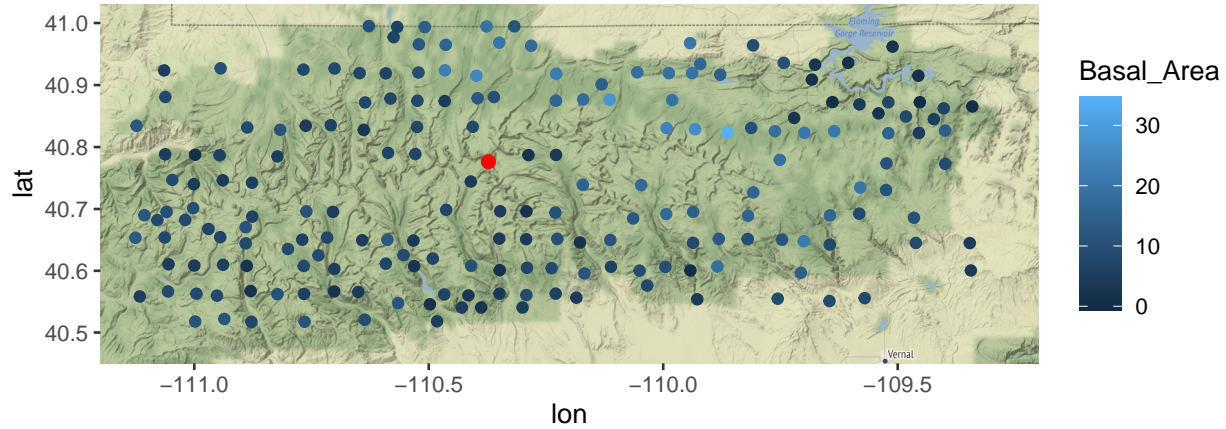 41.0
40.9
40.8
40.7
40.6
40.5
lat
−111.0
−110.5
−110.0
−109.5
lon
Flaming
Gorge Reservoir
Vernal
Basal_Area
30
20
10
0